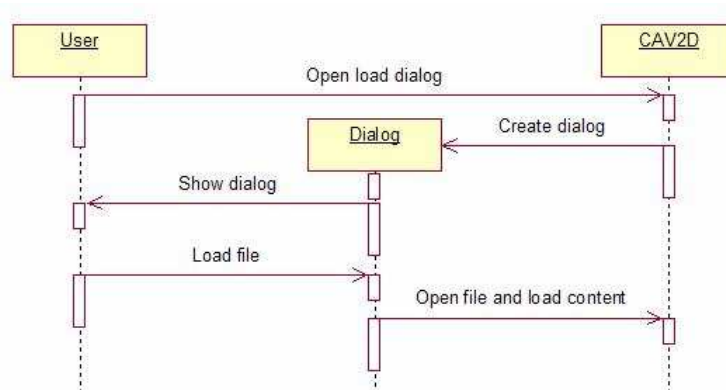 User
CAV2D
Open load dialog
Create dialog
Dialog
Show dialog
Load file
Open file and load content